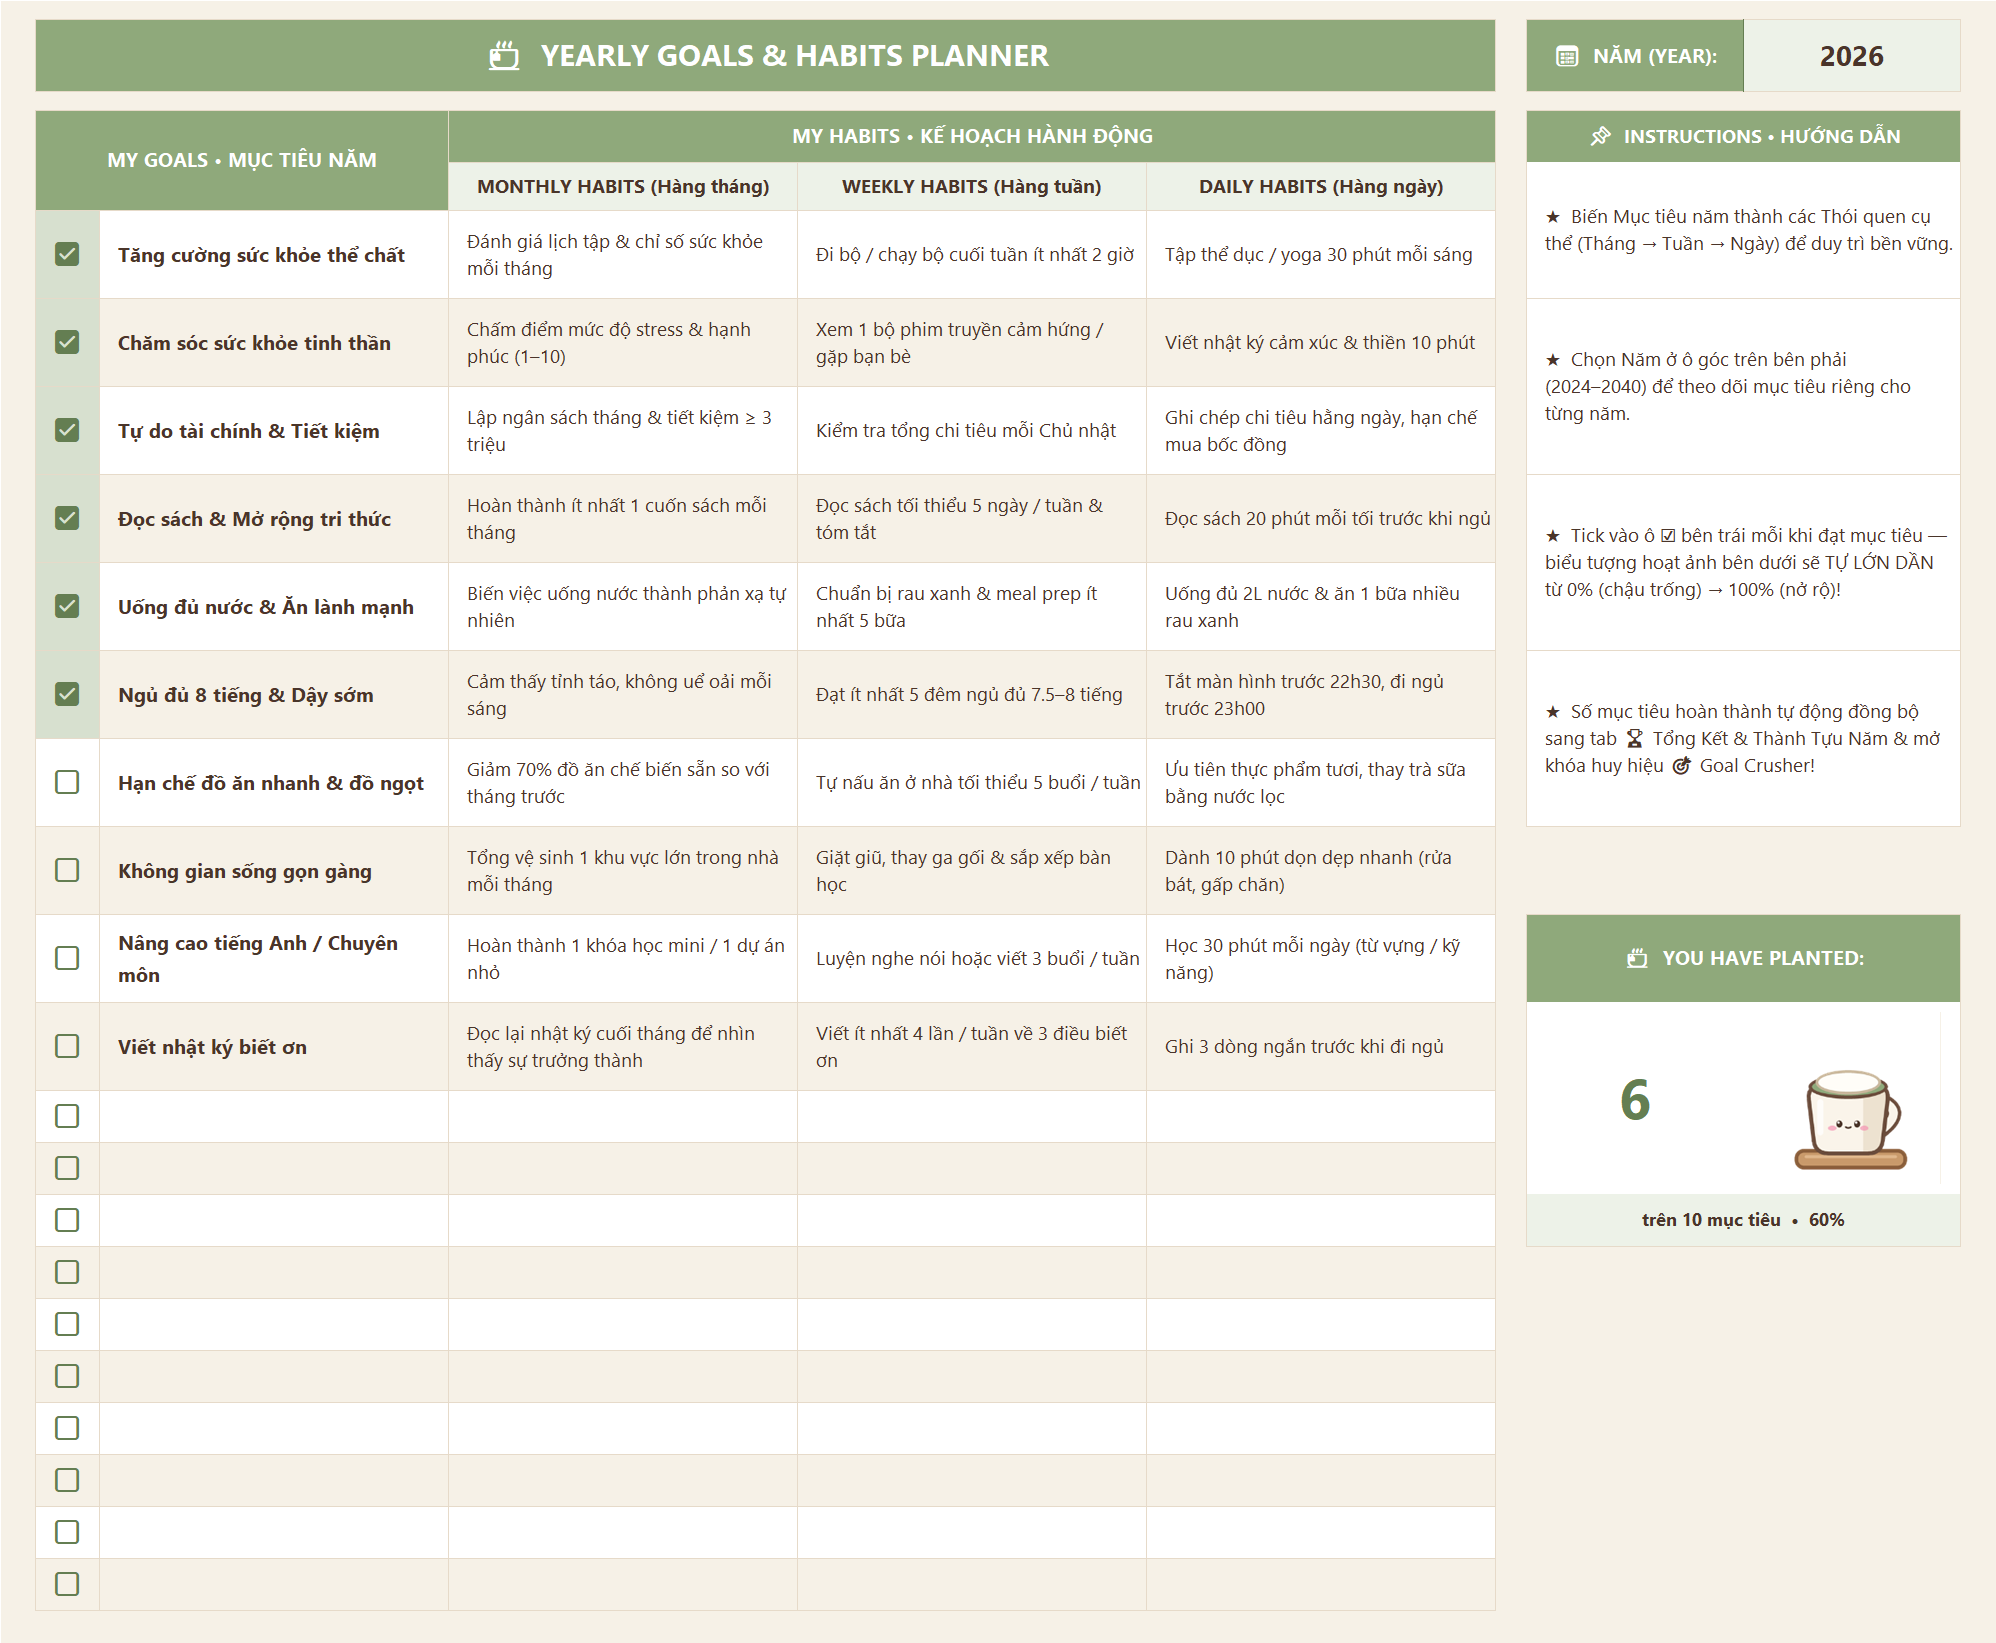 YEARLY GOALS & HABITS PLANNER
NĂM (YEAR):
2026
MY GOALS • MỤC TIÊU NĂM
MY HABITS • KẾ HOẠCH HÀNH ĐỘNG
MONTHLY HABITS (Hàng tháng)
WEEKLY HABITS (Hàng tuần)
DAILY HABITS (Hàng ngày)
Tăng cường sức khỏe thể chất
Đánh giá lịch tập & chỉ số sức khỏe
mỗi tháng
Đi bộ / chạy bộ cuối tuần ít nhất 2 giờ
Tập thể dục / yoga 30 phút mỗi sáng
Chăm sóc sức khỏe tinh thần
Chấm điểm mức độ stress & hạnh
phúc (1–10)
Xem 1 bộ phim truyền cảm hứng /
gặp bạn bè
Viết nhật ký cảm xúc & thiền 10 phút
Tự do tài chính & Tiết kiệm
Lập ngân sách tháng & tiết kiệm ≥ 3
triệu
Kiểm tra tổng chi tiêu mỗi Chủ nhật
Ghi chép chi tiêu hằng ngày, hạn chế
mua bốc đồng
Đọc sách & Mở rộng tri thức
Hoàn thành ít nhất 1 cuốn sách mỗi
tháng
Đọc sách tối thiểu 5 ngày / tuần &
tóm tắt
Đọc sách 20 phút mỗi tối trước khi ngủ
Uống đủ nước & Ăn lành mạnh
Biến việc uống nước thành phản xạ tự
nhiên
Chuẩn bị rau xanh & meal prep ít
nhất 5 bữa
Uống đủ 2L nước & ăn 1 bữa nhiều
rau xanh
Ngủ đủ 8 tiếng & Dậy sớm
Cảm thấy tỉnh táo, không uể oải mỗi
sáng
Đạt ít nhất 5 đêm ngủ đủ 7.5–8 tiếng
Tắt màn hình trước 22h30, đi ngủ
trước 23h00
Hạn chế đồ ăn nhanh & đồ ngọt
Giảm 70% đồ ăn chế biến sẵn so với
tháng trước
Tự nấu ăn ở nhà tối thiểu 5 buổi / tuần
Ưu tiên thực phẩm tươi, thay trà sữa
bằng nước lọc
Không gian sống gọn gàng
Tổng vệ sinh 1 khu vực lớn trong nhà
mỗi tháng
Giặt giũ, thay ga gối & sắp xếp bàn
học
Dành 10 phút dọn dẹp nhanh (rửa
bát, gấp chăn)
Nâng cao tiếng Anh / Chuyên
môn
Hoàn thành 1 khóa học mini / 1 dự án
nhỏ
Luyện nghe nói hoặc viết 3 buổi / tuần
Học 30 phút mỗi ngày (từ vựng / kỹ
năng)
Viết nhật ký biết ơn
Đọc lại nhật ký cuối tháng để nhìn
thấy sự trưởng thành
Viết ít nhất 4 lần / tuần về 3 điều biết
ơn
Ghi 3 dòng ngắn trước khi đi ngủ
INSTRUCTIONS • HƯỚNG DẪN
★ Biến Mục tiêu năm thành các Thói quen cụ
thể (Tháng → Tuần → Ngày) để duy trì bền vững.
★ Chọn Năm ở ô góc trên bên phải
(2024–2040) để theo dõi mục tiêu riêng cho
từng năm.
★ Tick vào ô ☑ bên trái mỗi khi đạt mục tiêu —
biểu tượng hoạt ảnh bên dưới sẽ TỰ LỚN DẦN
từ 0% (chậu trống) → 100% (nở rộ)!
★ Số mục tiêu hoàn thành tự động đồng bộ
sang tab 🏆 Tổng Kết & Thành Tựu Năm & mở
khóa huy hiệu 🎯 Goal Crusher!
YOU HAVE PLANTED:
6
trên 10 mục tiêu • 60%